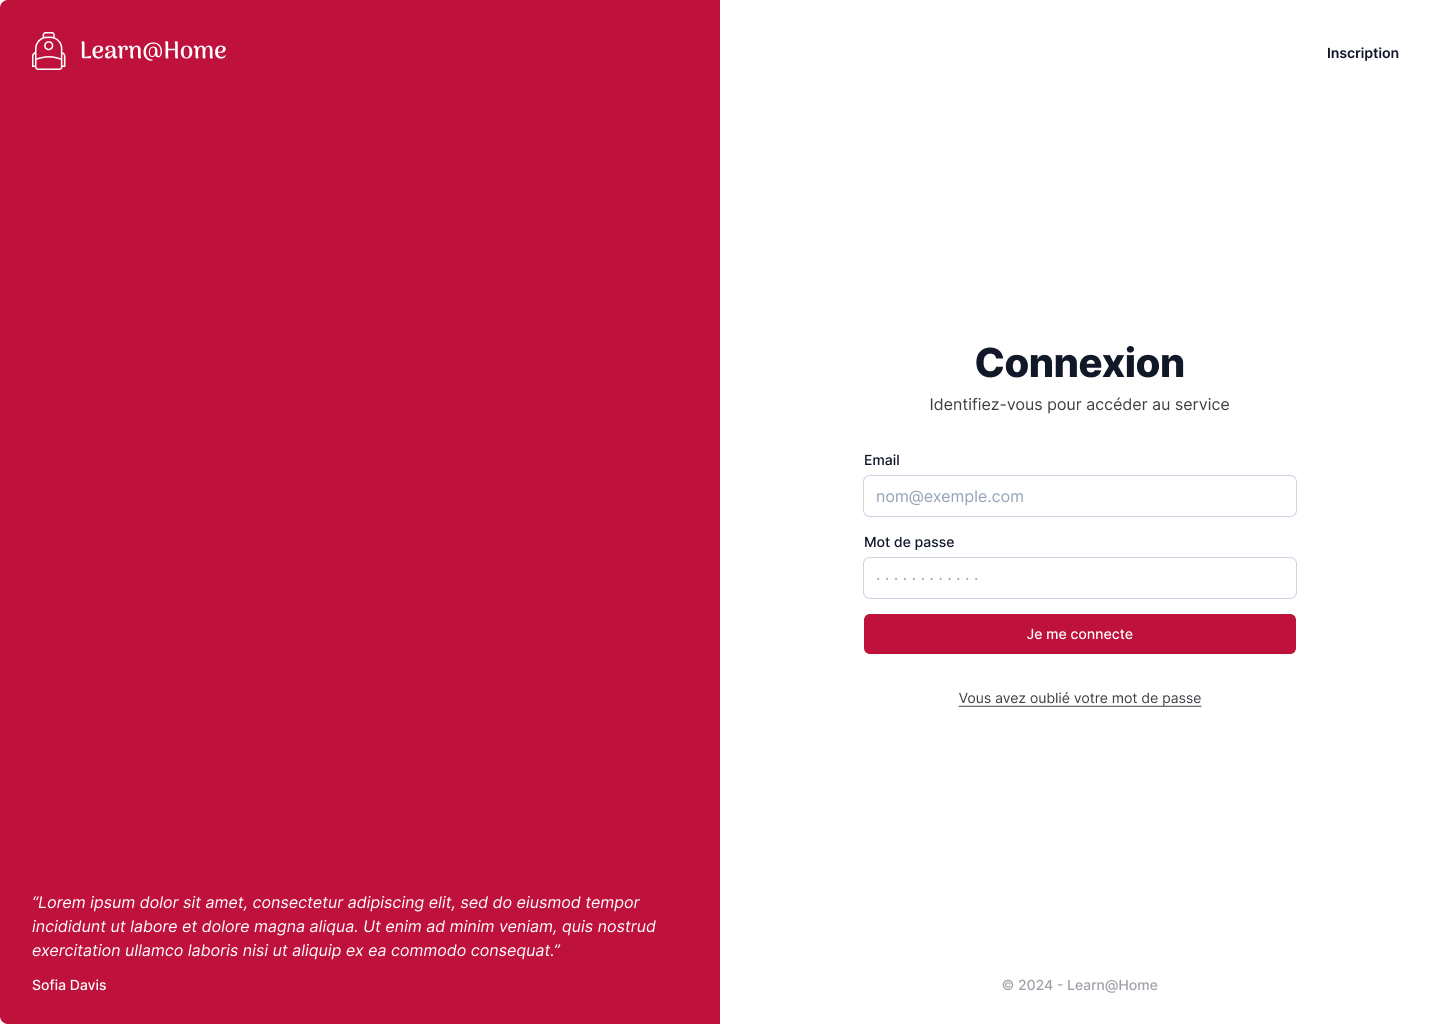 Learn@Home
Inscription
Connexion
Identifiez-vous pour accéder au service
Email
nom@exemple.com
Mot de passe
. . . . . . . . . . . .
Je me connecte
Vous avez oublié votre mot de passe
“Lorem ipsum dolor sit amet, consectetur adipiscing elit, sed do eiusmod tempor
incididunt ut labore et dolore magna aliqua. Ut enim ad minim veniam, quis nostrud
exercitation ullamco laboris nisi ut aliquip ex ea commodo consequat.”
Sofia Davis
© 2024 - Learn@Home